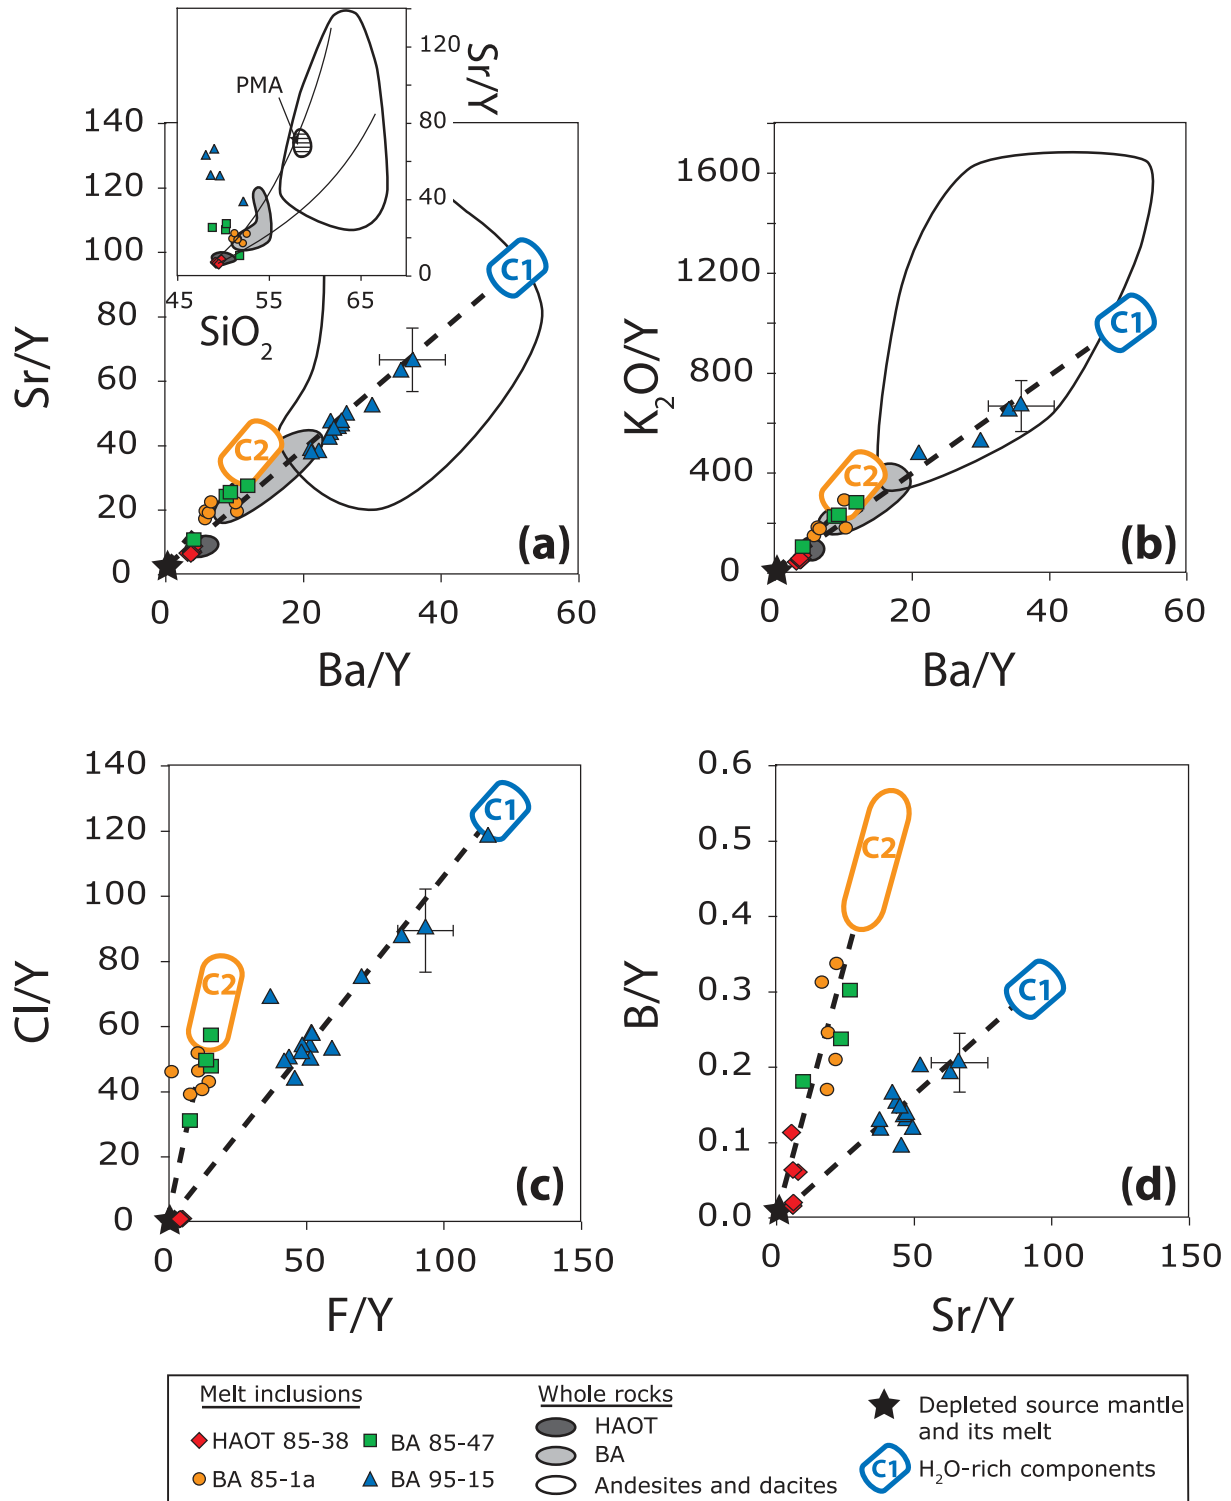 PMA
120
80
40
0
Sr/Y
45
55
65
SiO2
140
120
100
80
60
40
20
0
Sr/Y
C1
C2
(a)
0
20
40
60
Ba/Y
1600
1200
800
400
0
K2O/Y
C1
C2
(b)
0
20
40
60
Ba/Y
140
120
100
80
60
40
20
0
Cl/Y
C1
C2
(c)
0
50
100
150
F/Y
0.6
0.5
0.4
0.3
0.2
0.1
0.0
B/Y
C2
C1
(d)
0
50
100
150
Sr/Y
Melt inclusions
HAOT 85-38
BA 85-47
BA 85-1a
BA 95-15
Whole rocks
HAOT
BA
Andesites and dacites
Depleted source mantle
and its melt
C1
H2O-rich components